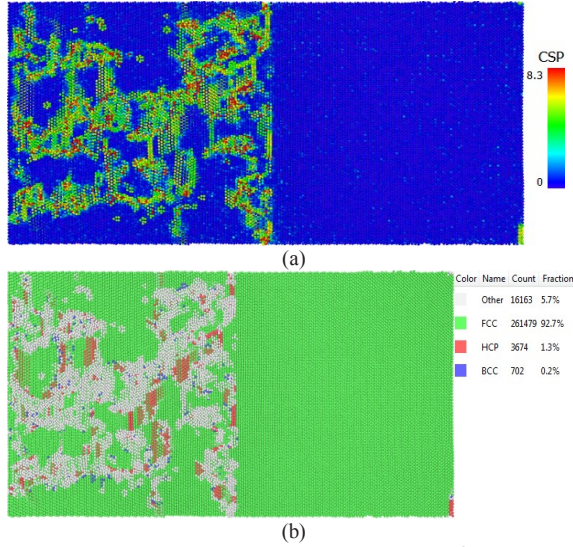 CSP
8.3
0
(a)
Color Name Count Fraction
Other 16163 5.7%
FCC 261479 92.7%
HCP 3674 1.3%
BCC 702 0.2%
(b)